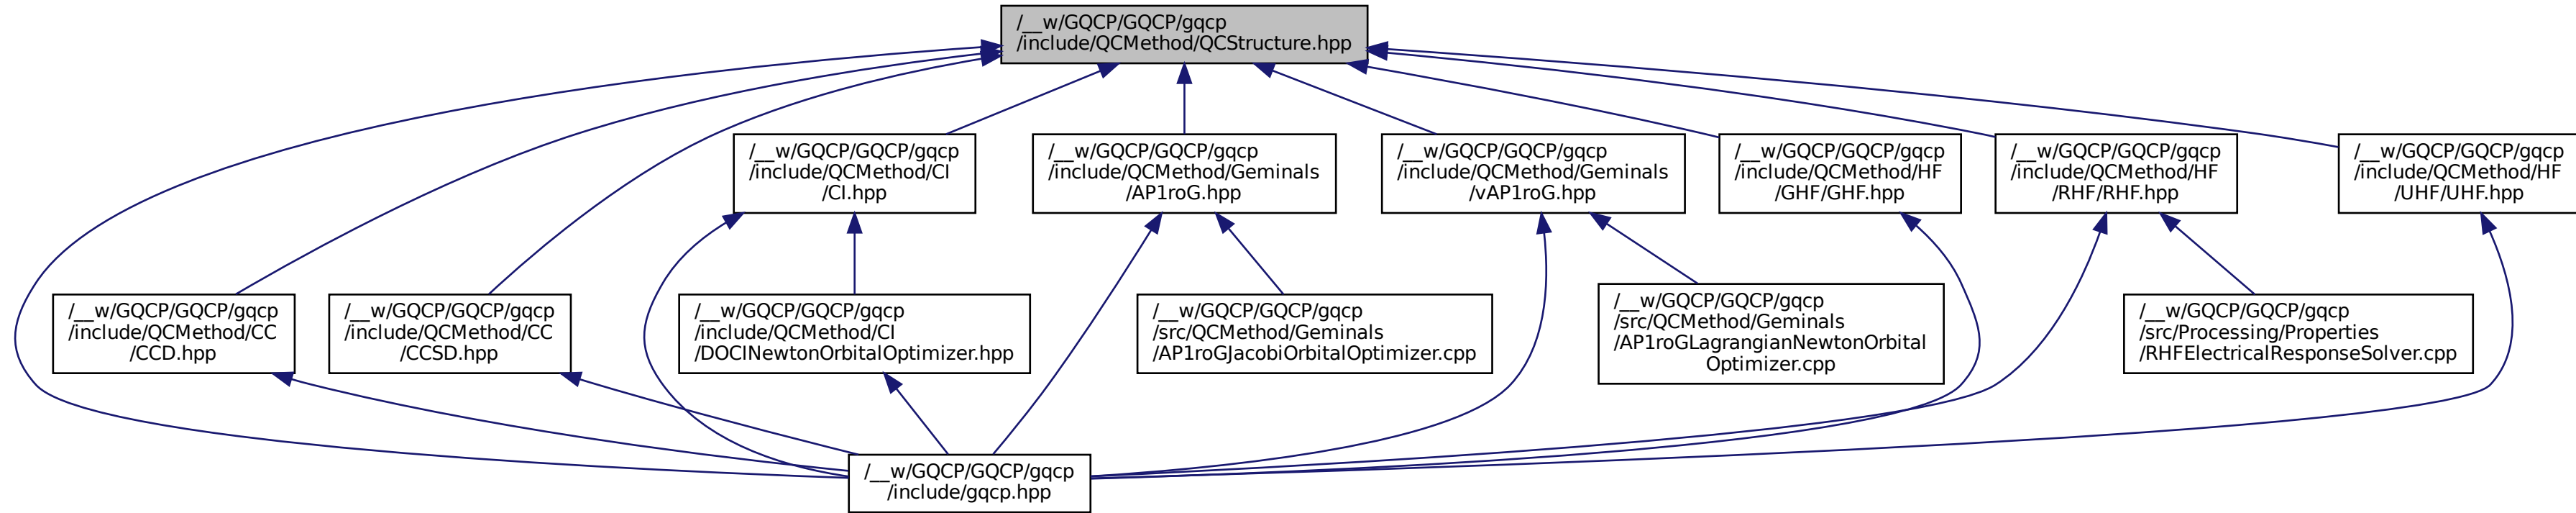 /__w/GQCP/GQCP/gqcp
/include/QCMethod/QCStructure.hpp
/__w/GQCP/GQCP/gqcp
/include/QCMethod/CI
/CI.hpp
/__w/GQCP/GQCP/gqcp
/include/QCMethod/Geminals
/AP1roG.hpp
/__w/GQCP/GQCP/gqcp
/include/QCMethod/Geminals
/vAP1roG.hpp
/__w/GQCP/GQCP/gqcp
/include/QCMethod/HF
/GHF/GHF.hpp
/__w/GQCP/GQCP/gqcp
/include/QCMethod/HF
/RHF/RHF.hpp
/__w/GQCP/GQCP/gqcp
/include/QCMethod/HF
/UHF/UHF.hpp
/__w/GQCP/GQCP/gqcp
/include/QCMethod/CC
/CCD.hpp
/__w/GQCP/GQCP/gqcp
/include/QCMethod/CC
/CCSD.hpp
/__w/GQCP/GQCP/gqcp
/include/QCMethod/CI
/DOCINewtonOrbitalOptimizer.hpp
/__w/GQCP/GQCP/gqcp
/src/QCMethod/Geminals
/AP1roGJacobiOrbitalOptimizer.cpp
/__w/GQCP/GQCP/gqcp
/src/QCMethod/Geminals
/AP1roGLagrangianNewtonOrbital
Optimizer.cpp
/__w/GQCP/GQCP/gqcp
/src/Processing/Properties
/RHFElectricalResponseSolver.cpp
/__w/GQCP/GQCP/gqcp
/include/gqcp.hpp